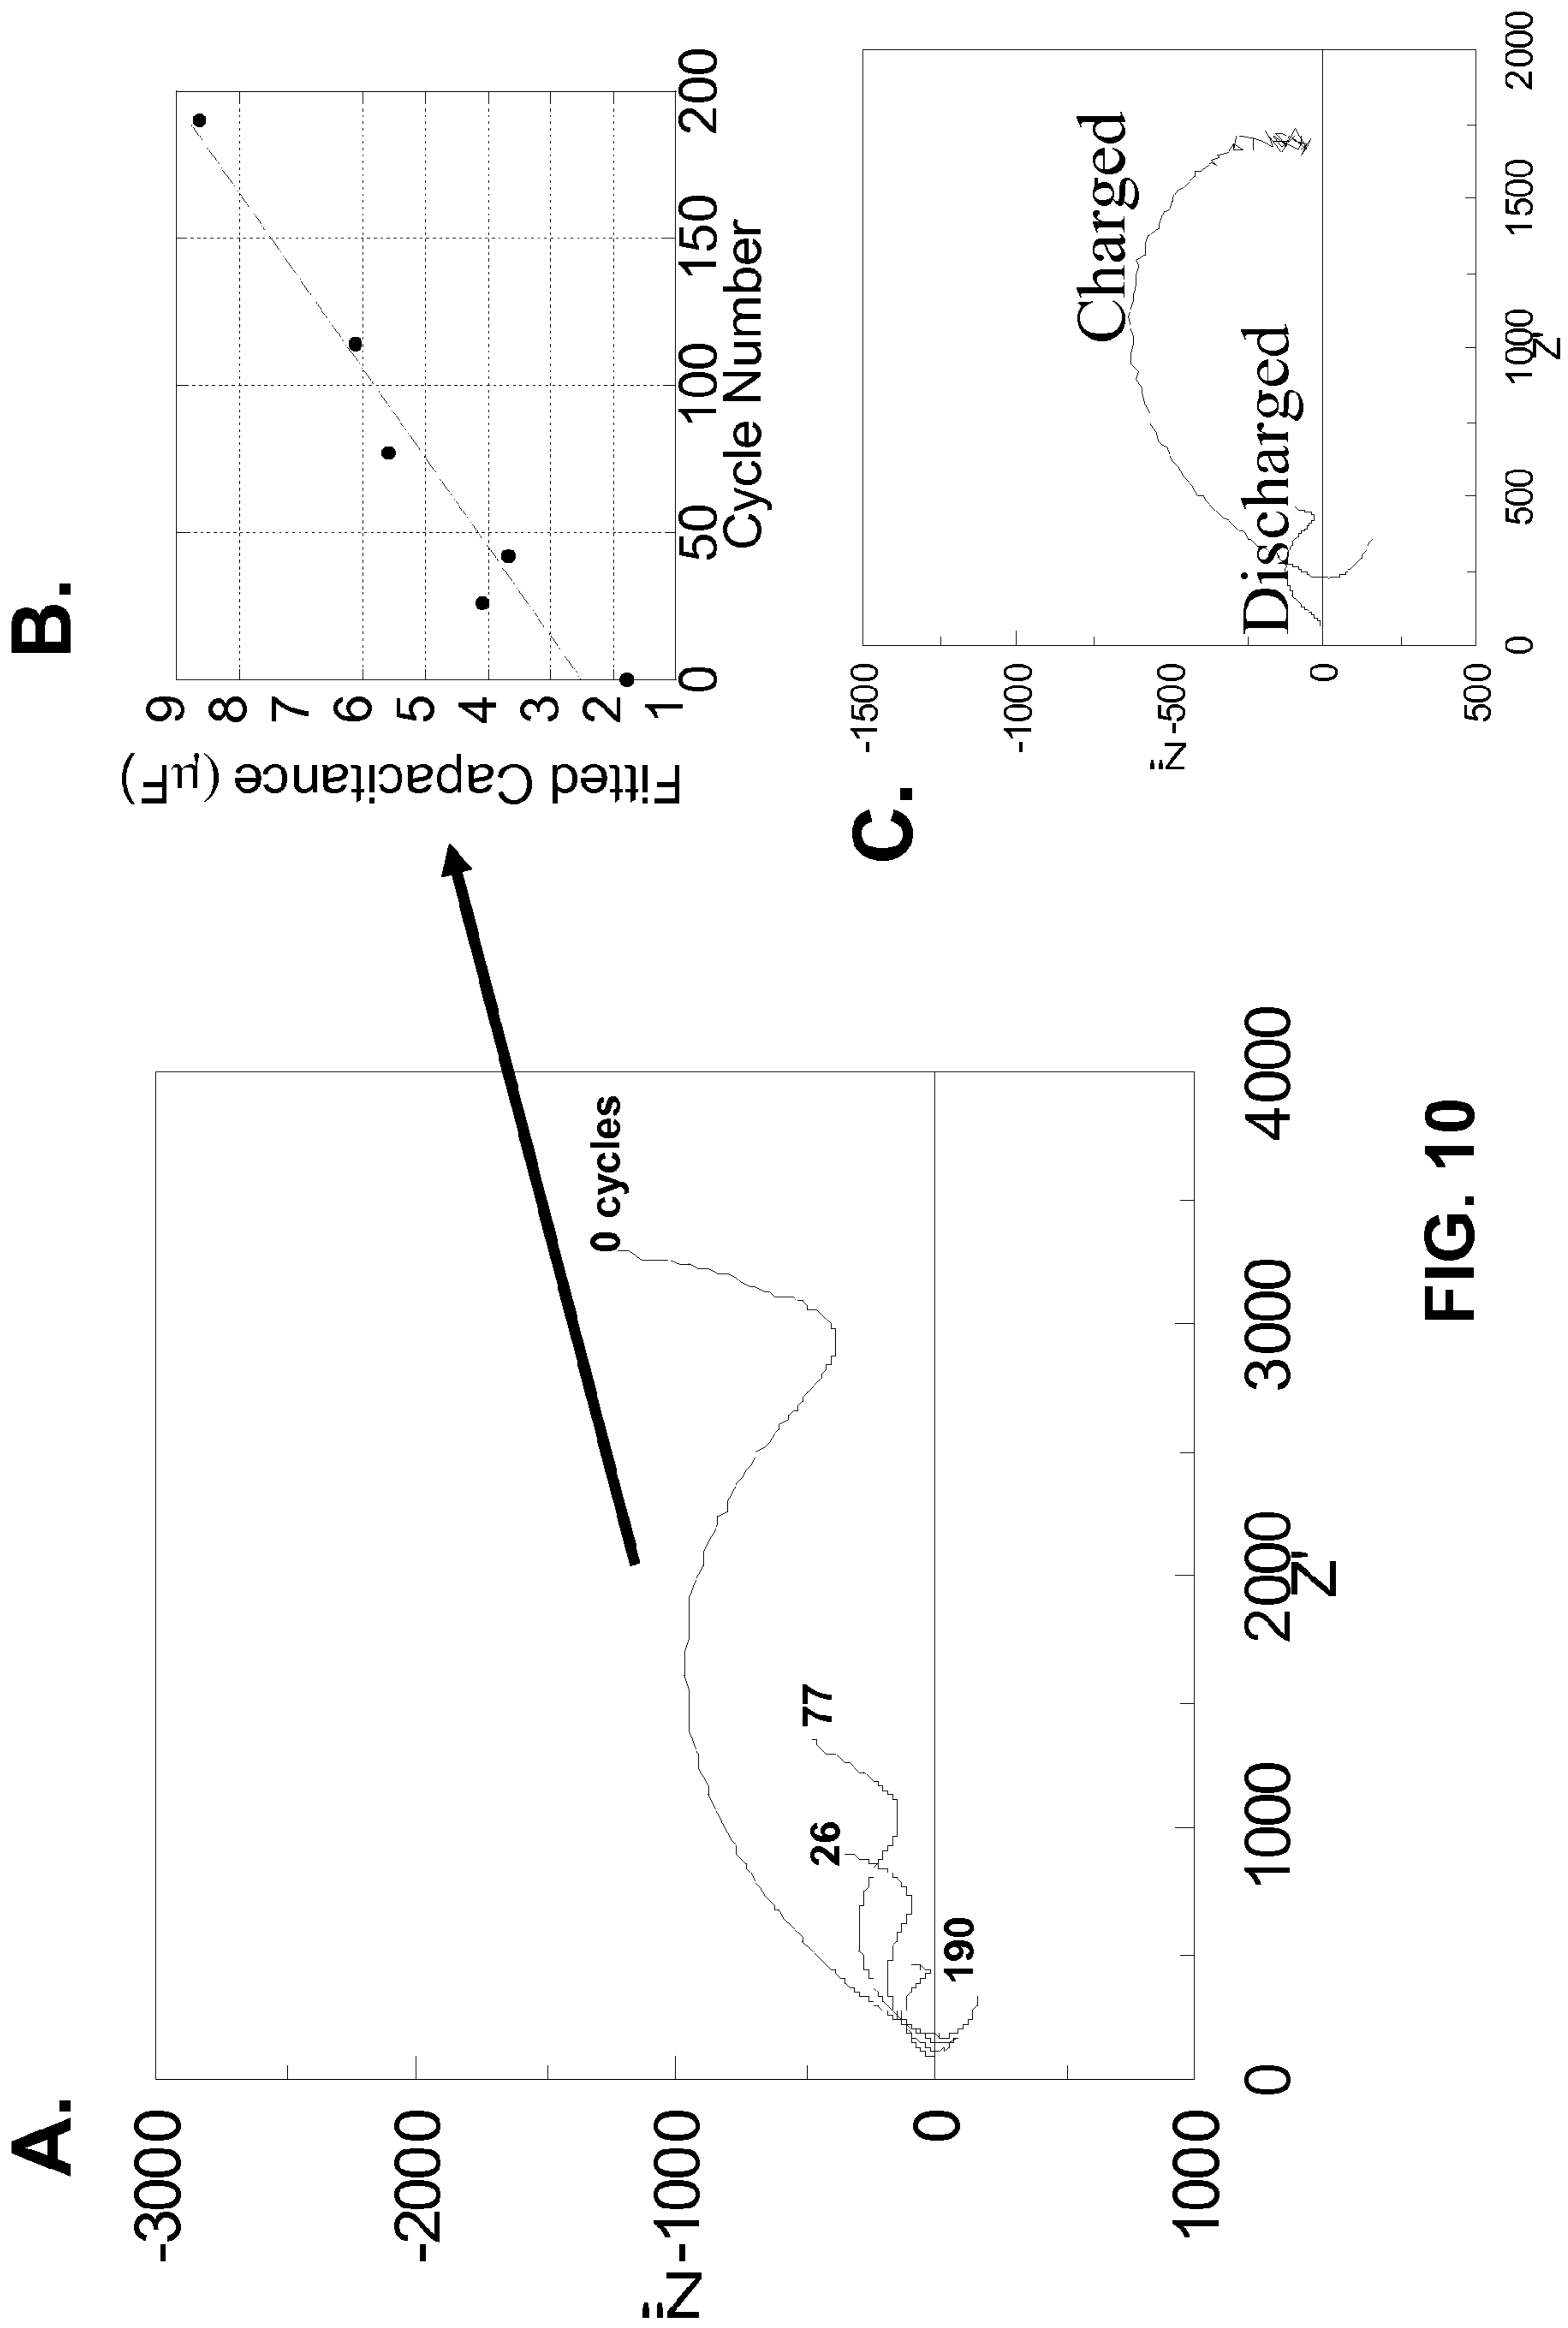 A.
-3000
-2000
-1000
0
1000
Z"
0
1000
2000
3000
4000
Z'
0 cycles
77
26
190
B.
9
8
7
6
5
4
3
2
1
Fitted Capacitance (µF)
0
50
100
150
200
Cycle Number
C.
-1500
-1000
-500
0
500
Z"
0
500
1000
1500
2000
Z'
Charged
Discharged
FIG. 10